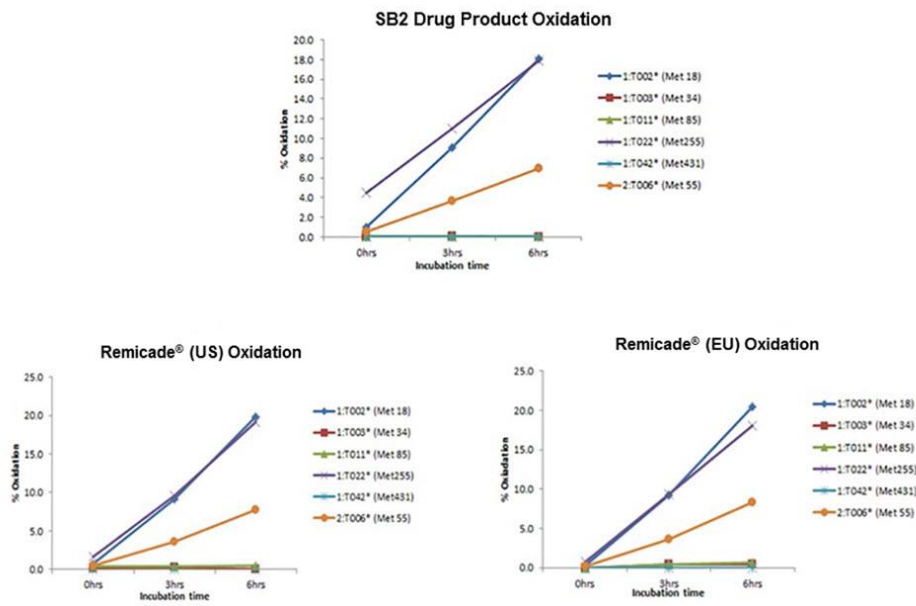 SB2 Drug Product Oxidation
20.0
18.0
16.0
14.0
12.0
10.0
8.0
6.0
4.0
2.0
0.0
% Oxidation
0hrs 3hrs 6hrs
Incubation time
1:T002* (Met 18)
1:T003* (Met 34)
1:T011* (Met 85)
1:T022* (Met255)
1:T042* (Met431)
2:T006* (Met 55)
Remicade® (US) Oxidation
25.0
20.0
15.0
10.0
5.0
0.0
% Oxidation
0hrs 3hrs 6hrs
Incubation time
1:T002* (Met 18)
1:T003* (Met 34)
1:T011* (Met 85)
1:T022* (Met255)
1:T042* (Met431)
2:T006* (Met 55)
Remicade® (EU) Oxidation
25.0
20.0
15.0
10.0
5.0
0.0
% Oxidation
0hrs 3hrs 6hrs
Incubation time
1:T002* (Met 18)
1:T003* (Met 34)
1:T011* (Met 85)
1:T022* (Met255)
1:T042* (Met431)
2:T006* (Met 55)